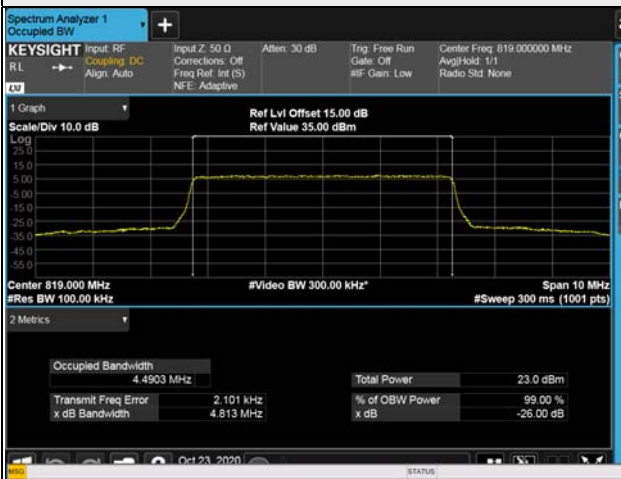 Spectrum Analyzer 1
Occupied BW
+
KEYSIGHT
Input: RF
Input Z: 50 Ω
Atten: 30 dB
Trig: Free Run
Center Freq: 819.000000 MHz
RL
Coupling: DC
Corrections: Off
Gate: Off
Avg|Hold: 1/1
Align: Auto
Freq Ref: Int (S)
#IF Gain: Low
Radio Std: None
NFE: Adaptive
1 Graph
Scale/Div 10.0 dB
Ref Lvl Offset 15.00 dB
Ref Value 35.00 dBm
Log
25.0
15.0
5.00
-5.00
-15.0
-25.0
-35.0
-45.0
-55.0
Center 819.000 MHz
#Video BW 300.00 kHz*
Span 10 MHz
#Res BW 100.00 kHz
#Sweep 300 ms (1001 pts)
2 Metrics
Occupied Bandwidth
4.4903 MHz
Total Power
23.0 dBm
Transmit Freq Error
2.101 kHz
% of OBW Power
99.00 %
x dB Bandwidth
4.813 MHz
x dB
-26.00 dB
Oct 23, 2020
MSG
STATUS